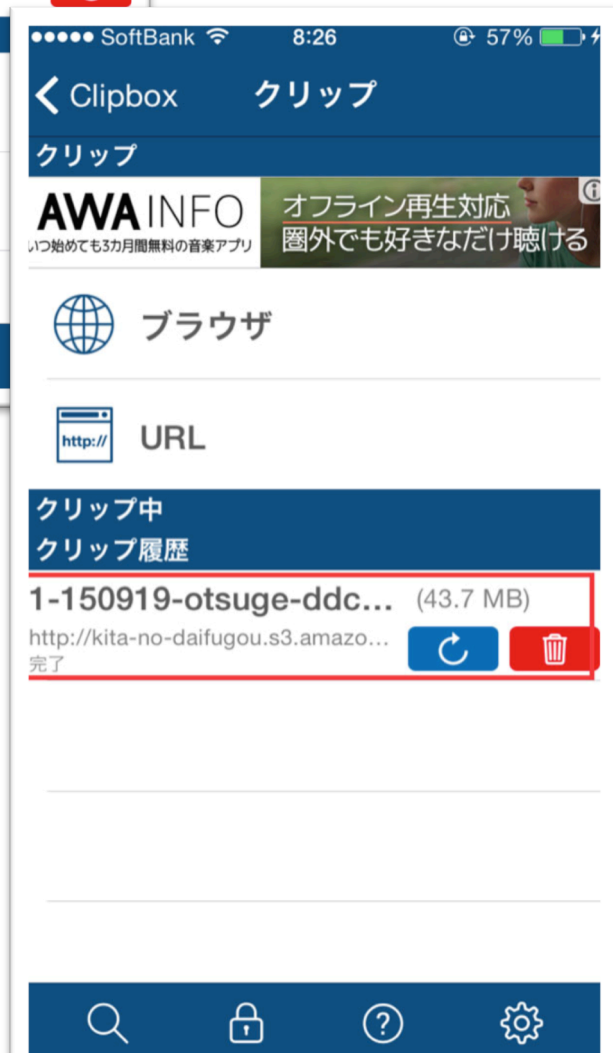 SoftBank 8:26 57%
Clipbox クリップ
クリップ
AWA INFO
いつ始めても3カ月間無料の音楽アプリ
オフライン再生対応
圏外でも好きなだけ聴ける
ブラウザ
http://
URL
クリップ中
クリップ履歴
1-150919-otsuge-ddc... (43.7 MB)
http://kita-no-daifugou.s3.amazo...
完了